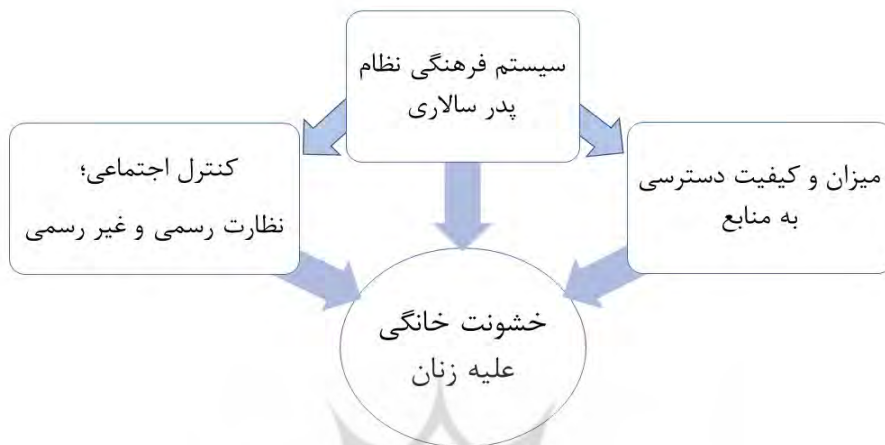 سیستم فرهنگی نظام
پدر سالاری
میزان و کیفیت دسترسی
به منابع
کنترل اجتماعی؛
نظارت رسمی و غیر رسمی
خشونت خانگی
علیه زنان